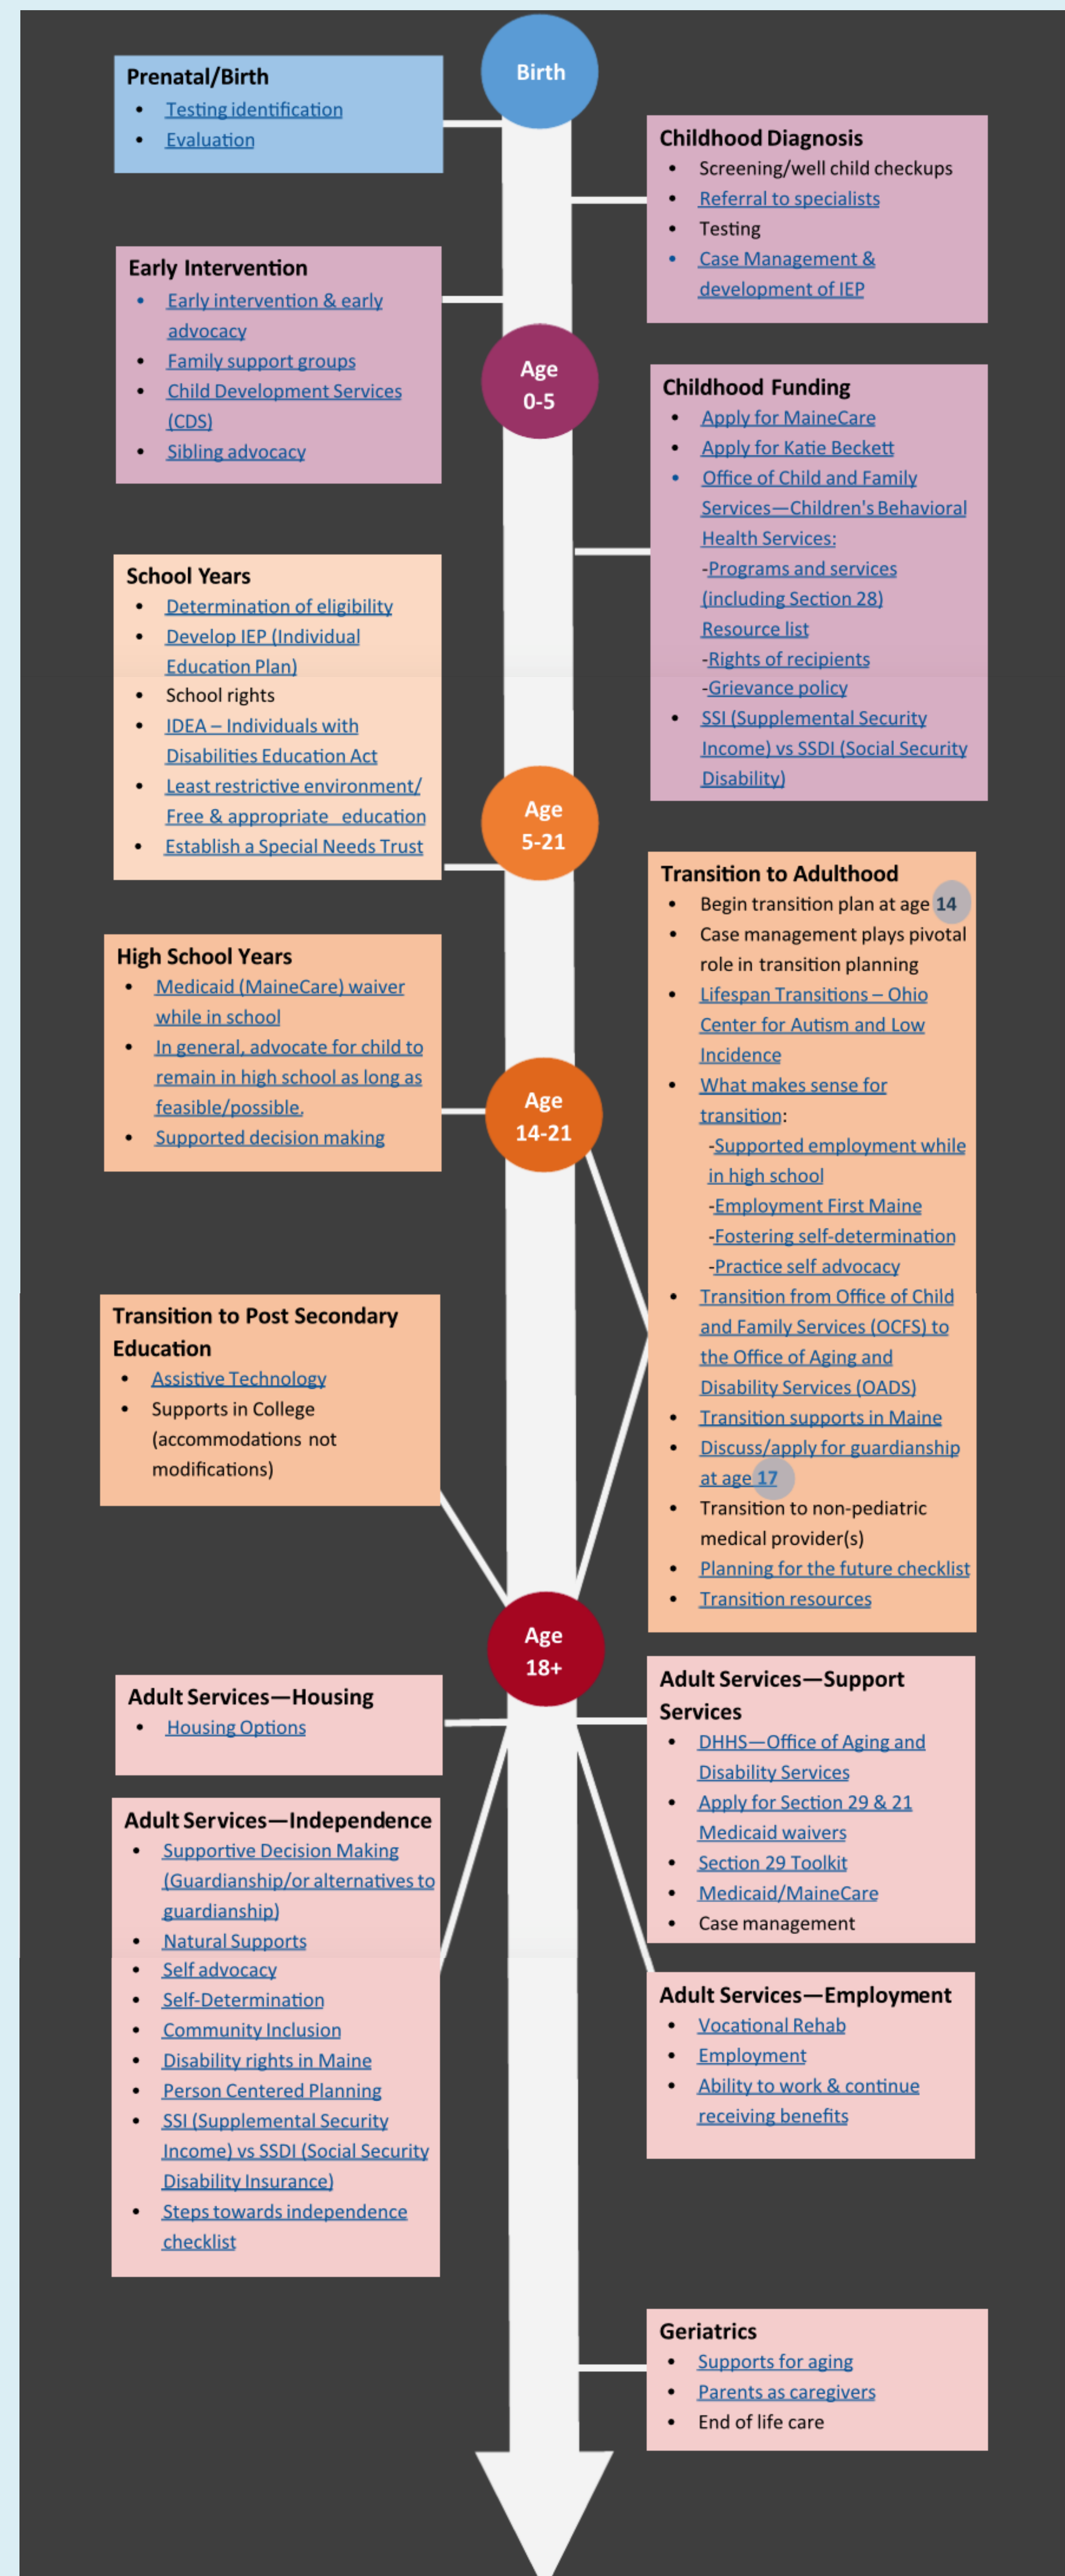 Birth
Prenatal/Birth
• Testing identification
• Evaluation
Childhood Diagnosis
• Screening/well child checkups
• Referral to specialists
• Testing
• Case Management &
development of IEP
Early Intervention
• Early intervention & early
advocacy
• Family support groups
• Child Development Services
(CDS)
• Sibling advocacy
Age
0-5
Childhood Funding
• Apply for MaineCare
• Apply for Katie Beckett
• Office of Child and Family
Services—Children's Behavioral
Health Services:
-Programs and services
(including Section 28)
Resource list
-Rights of recipients
-Grievance policy
• SSI (Supplemental Security
Income) vs SSDI (Social Security
Disability)
School Years
• Determination of eligibility
• Develop IEP (Individual
Education Plan)
• School rights
• IDEA – Individuals with
Disabilities Education Act
• Least restrictive environment/
Free & appropriate education
• Establish a Special Needs Trust
Age
5-21
Transition to Adulthood
• Begin transition plan at age 14
• Case management plays pivotal
role in transition planning
• Lifespan Transitions – Ohio
Center for Autism and Low
Incidence
• What makes sense for
transition:
-Supported employment while
in high school
-Employment First Maine
-Fostering self-determination
-Practice self advocacy
• Transition from Office of Child
and Family Services (OCFS) to
the Office of Aging and
Disability Services (OADS)
• Transition supports in Maine
• Discuss/apply for guardianship
at age 17
• Transition to non-pediatric
medical provider(s)
• Planning for the future checklist
• Transition resources
High School Years
• Medicaid (MaineCare) waiver
while in school
• In general, advocate for child to
remain in high school as long as
feasible/possible.
• Supported decision making
Age
14-21
Transition to Post Secondary
Education
• Assistive Technology
• Supports in College
(accommodations not
modifications)
Age
18+
Adult Services—Housing
• Housing Options
Adult Services—Support
Services
• DHHS—Office of Aging and
Disability Services
• Apply for Section 29 & 21
Medicaid waivers
• Section 29 Toolkit
• Medicaid/MaineCare
• Case management
Adult Services—Independence
• Supportive Decision Making
(Guardianship/or alternatives to
guardianship)
• Natural Supports
• Self advocacy
• Self-Determination
• Community Inclusion
• Disability rights in Maine
• Person Centered Planning
• SSI (Supplemental Security
Income) vs SSDI (Social Security
Disability Insurance)
• Steps towards independence
checklist
Adult Services—Employment
• Vocational Rehab
• Employment
• Ability to work & continue
receiving benefits
Geriatrics
• Supports for aging
• Parents as caregivers
• End of life care